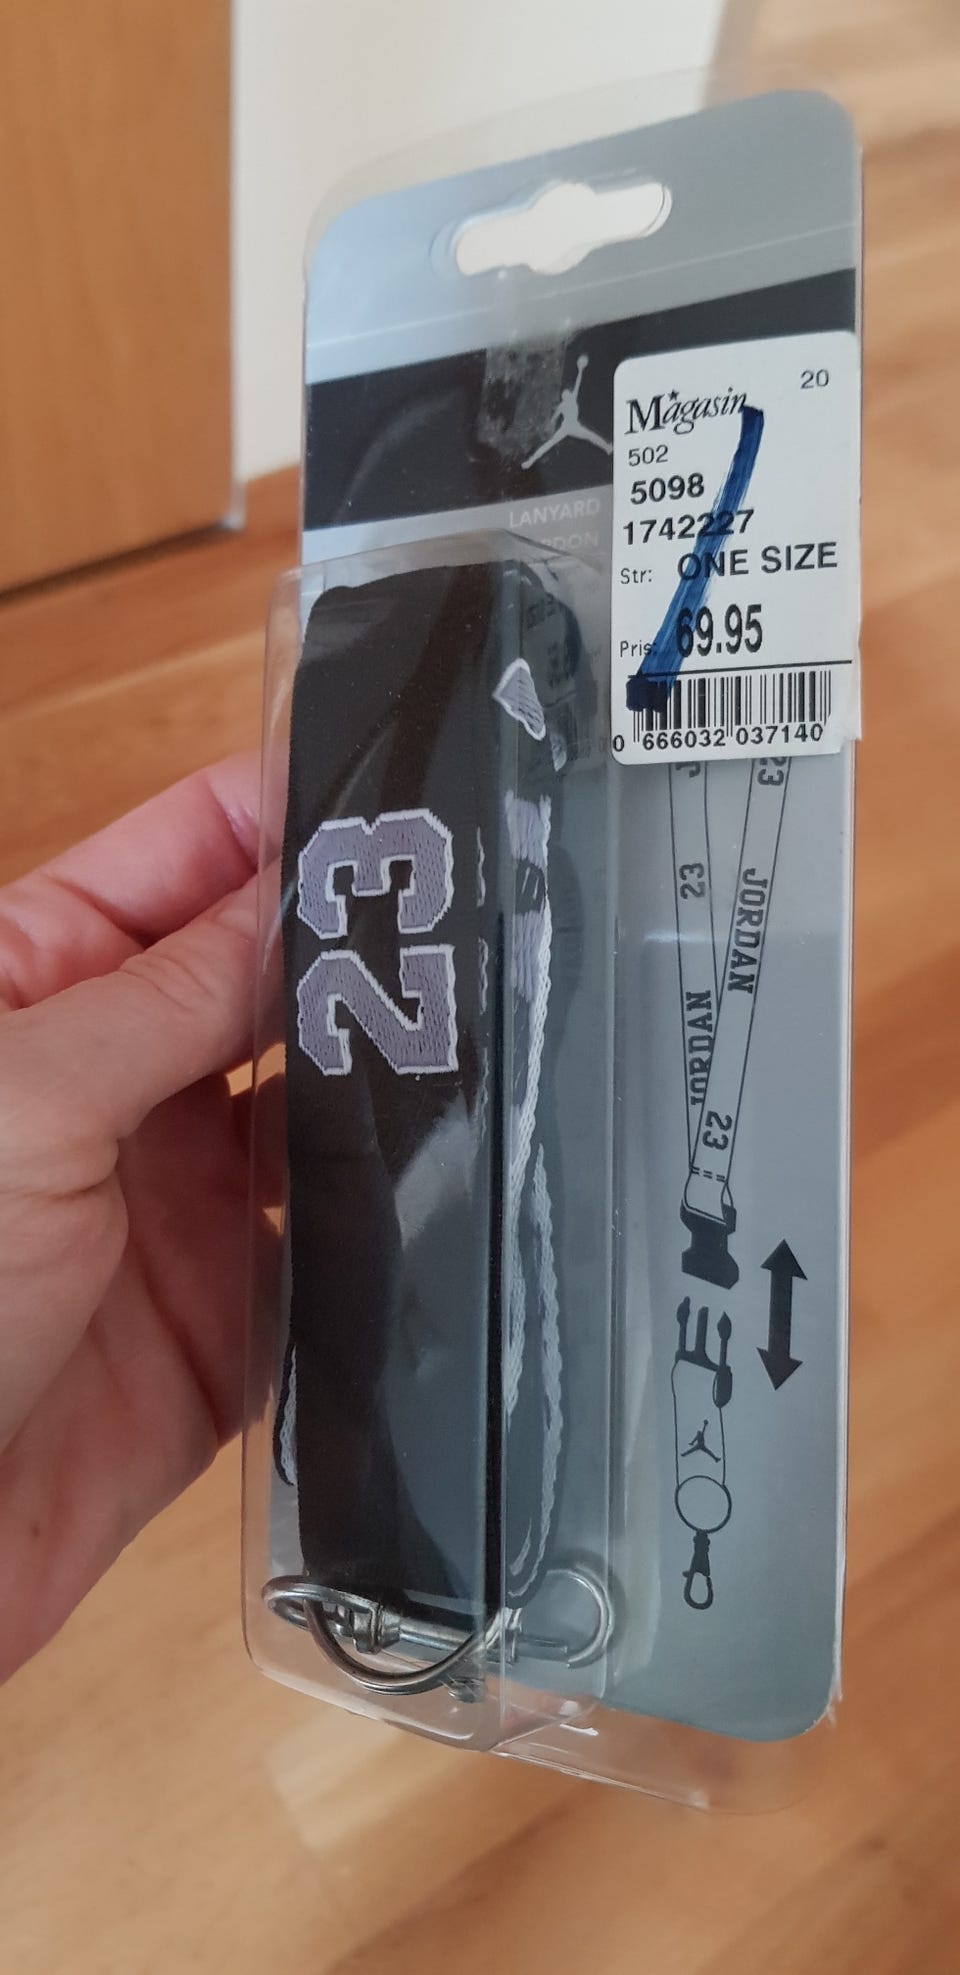 20
Magasin
502
5098
1742227
Str: ONE SIZE
Pris: 69.95
0 666032 037140
LANYARD
23
J
23
23
JORDAN
JORDAN
23